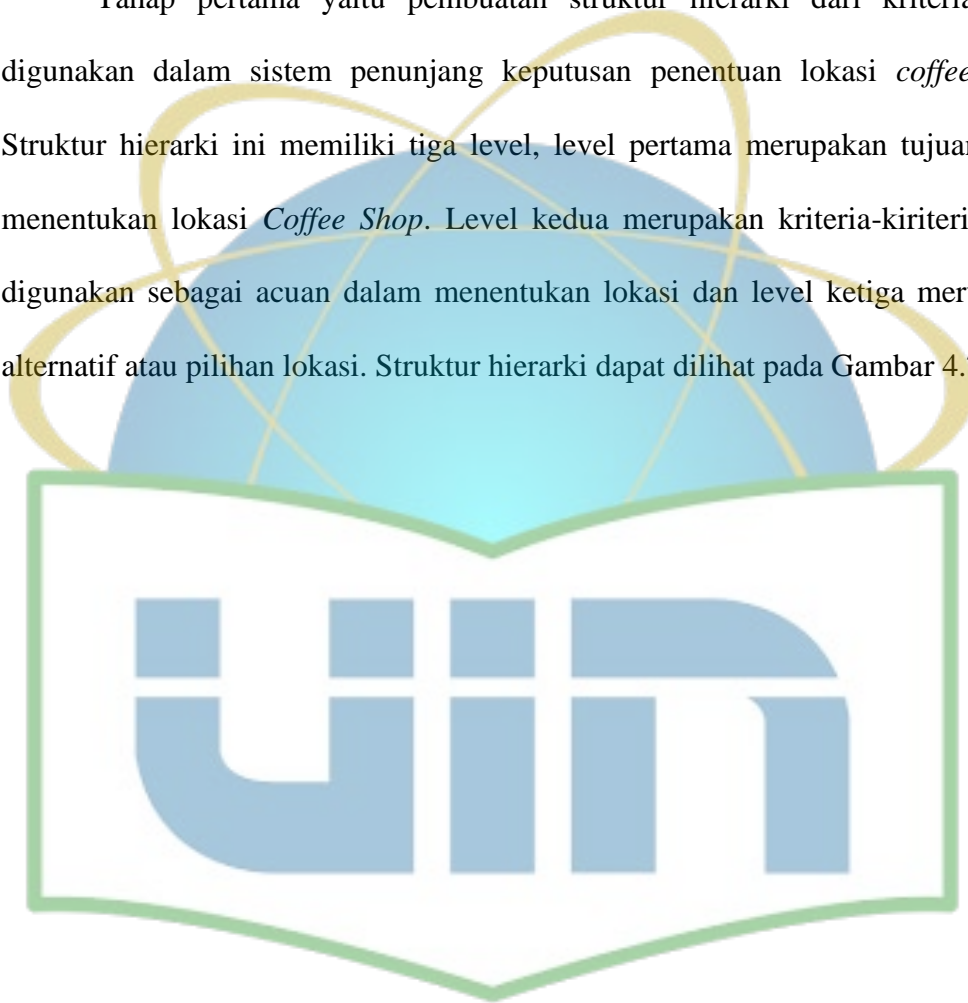 Tahap pertama yaitu pembuatan struktur hierarki dari kriteria
digunakan dalam sistem penunjang keputusan penentuan lokasi coffee
Struktur hierarki ini memiliki tiga level, level pertama merupakan tujuan
menentukan lokasi Coffee Shop. Level kedua merupakan kriteria-kiriteri
digunakan sebagai acuan dalam menentukan lokasi dan level ketiga mer
alternatif atau pilihan lokasi. Struktur hierarki dapat dilihat pada Gambar 4.
uin